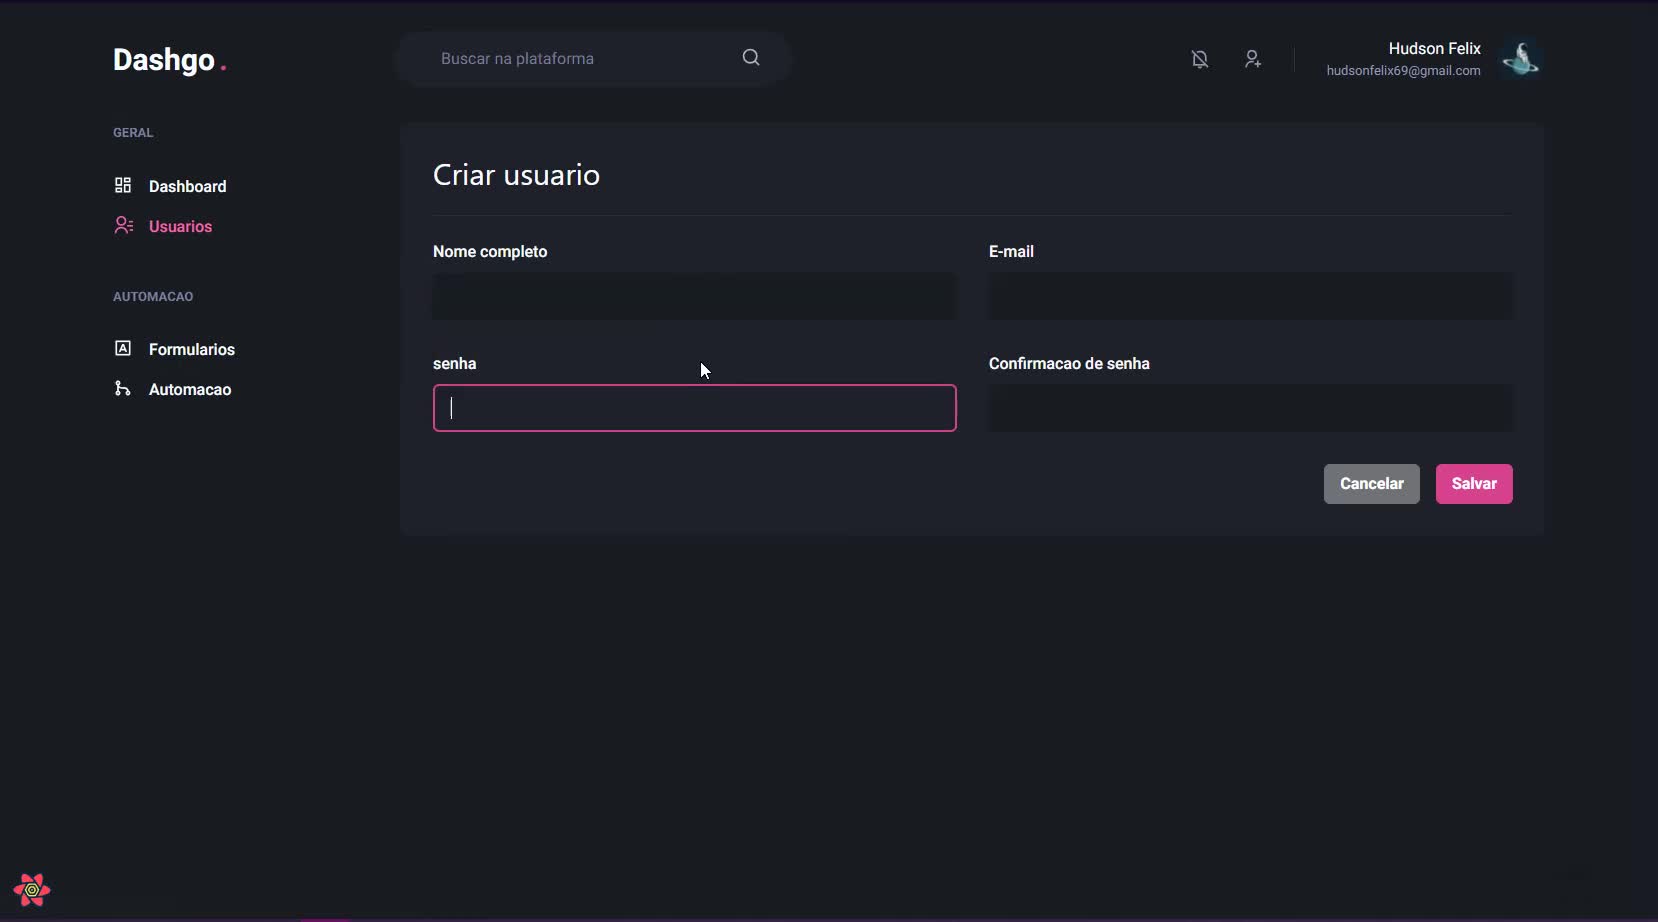 Dashgo.
Buscar na plataforma
Hudson Felix
hudsonfelix69@gmail.com
GERAL
Dashboard
Usuarios
AUTOMACAO
Formularios
Automacao
Criar usuario
Nome completo
E-mail
senha
Confirmacao de senha
Cancelar
Salvar